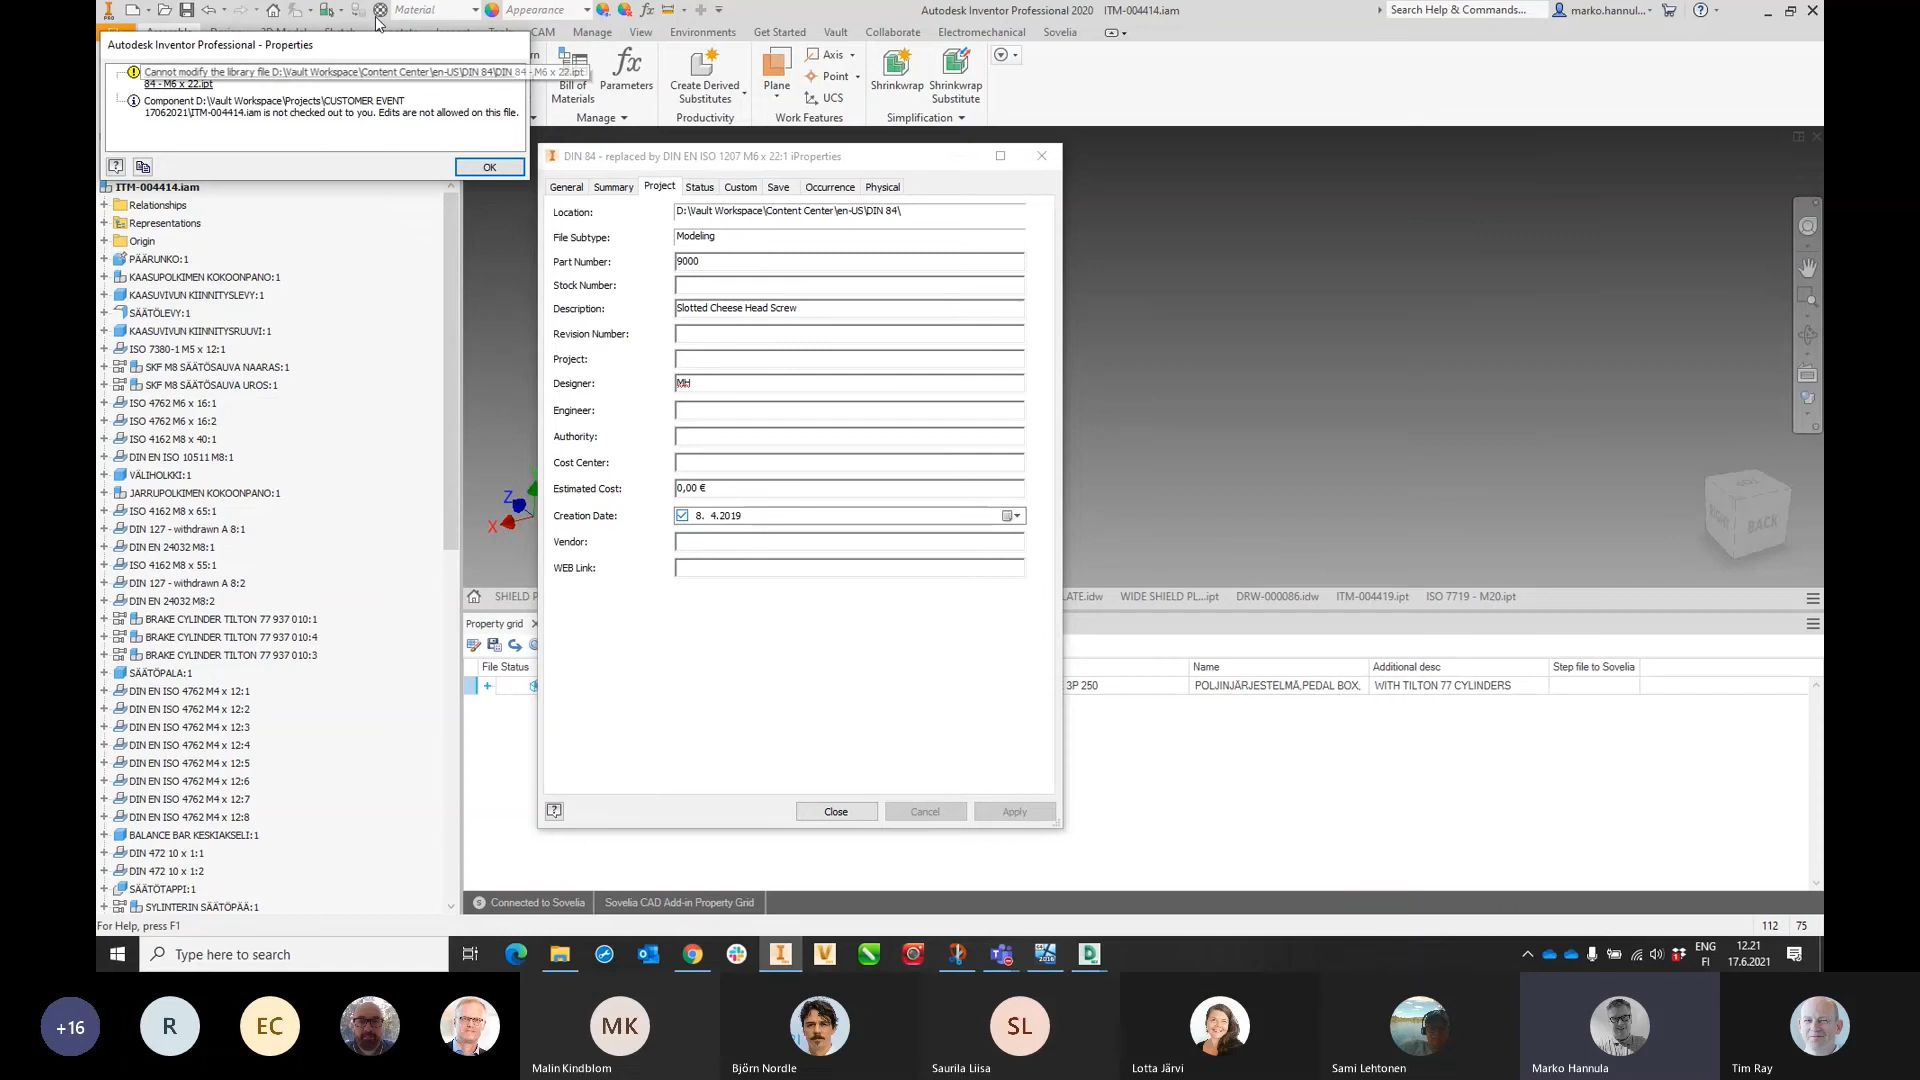 Material
Appearance
Autodesk Inventor Professional 2020 ITM-004414.iam
Search Help & Commands...
marko.hannul...
CAM
Manage
View
Environments
Get Started
Vault
Collaborate
Electromechanical
Sovelia
Autodesk Inventor Professional - Properties
Cannot modify the library file D:\Vault Workspace\Content Center\en-US\DIN 84\DIN 84 - M6 x 22.ipt
84 - M6 x 22.ipt
Component D:\Vault Workspace\Projects\CUSTOMER EVENT
17062021\ITM-004414.iam is not checked out to you. Edits are not allowed on this file.
OK
Bill of
Materials
Parameters
Manage
Create Derived
Substitutes
Productivity
Plane
Axis
Point
UCS
Work Features
Shrinkwrap
Shrinkwrap
Substitute
Simplification
ITM-004414.iam
Relationships
Representations
Origin
PÄÄRUNKO:1
KAASUPOLKIMEN KOKOONPANO:1
KAASUVIVUN KIINNITYSLEVY:1
SÄÄTÖLEVY:1
KAASUVIVUN KIINNITYSRUUVI:1
ISO 7380-1 M5 x 12:1
SKF M8 SÄÄTÖSAUVA NAARAS:1
SKF M8 SÄÄTÖSAUVA UROS:1
ISO 4762 M6 x 16:1
ISO 4762 M6 x 16:2
ISO 4162 M8 x 40:1
DIN EN ISO 10511 M8:1
VÄLIHOLKKI:1
JARRUPOLKIMEN KOKOONPANO:1
ISO 4162 M8 x 65:1
DIN 127 - withdrawn A 8:1
DIN EN 24032 M8:1
ISO 4162 M8 x 55:1
DIN 127 - withdrawn A 8:2
DIN EN 24032 M8:2
BRAKE CYLINDER TILTON 77 937 010:1
BRAKE CYLINDER TILTON 77 937 010:4
BRAKE CYLINDER TILTON 77 937 010:3
SÄÄTÖPALA:1
DIN EN ISO 4762 M4 x 12:1
DIN EN ISO 4762 M4 x 12:2
DIN EN ISO 4762 M4 x 12:3
DIN EN ISO 4762 M4 x 12:4
DIN EN ISO 4762 M4 x 12:5
DIN EN ISO 4762 M4 x 12:6
DIN EN ISO 4762 M4 x 12:7
DIN EN ISO 4762 M4 x 12:8
BALANCE BAR KESKIAKSELI:1
DIN 472 10 x 1:1
DIN 472 10 x 1:2
SÄÄTÖTAPPI:1
SYLINTERIN SÄÄTÖPÄÄ:1
DIN 84 - replaced by DIN EN ISO 1207 M6 x 22:1 iProperties
General Summary Project Status Custom Save Occurrence Physical
Location: D:\Vault Workspace\Content Center\en-US\DIN 84\
File Subtype: Modeling
Part Number: 9000
Stock Number:
Description: Slotted Cheese Head Screw
Revision Number:
Project:
Designer: MH
Engineer:
Authority:
Cost Center:
Estimated Cost: 0,00 €
Creation Date: 8. 4.2019
Vendor:
WEB Link:
Close Cancel Apply
Z
X
RIGHT
BACK
SHIELD P
LATE.idw WIDE SHIELD PL...ipt DRW-000086.idw ITM-004419.ipt ISO 7719 - M20.ipt
Property grid
File Status
Name Additional desc Step file to Sovelia
3P 250 POLJINJÄRJESTELMÄ,PEDAL BOX, WITH TILTON 77 CYLINDERS
Connected to Sovelia Sovelia CAD Add-in Property Grid
For Help, press F1
112 75
Type here to search
ENG
FI
12.21
17.6.2021
+16
R
EC
MK
SL
Malin Kindblom
Björn Nordle
Saurila Liisa
Lotta Järvi
Sami Lehtonen
Marko Hannula
Tim Ray